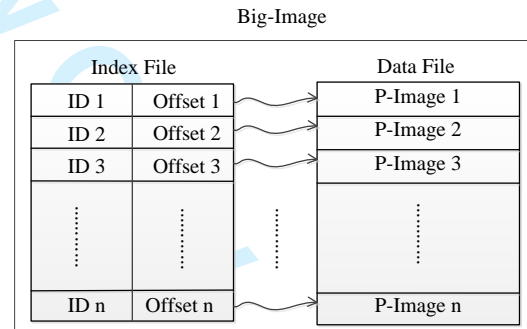 Big-Image
Index File
Data File
ID 1 Offset 1 P-Image 1
ID 2 Offset 2 P-Image 2
ID 3 Offset 3 P-Image 3
ID n Offset n P-Image n